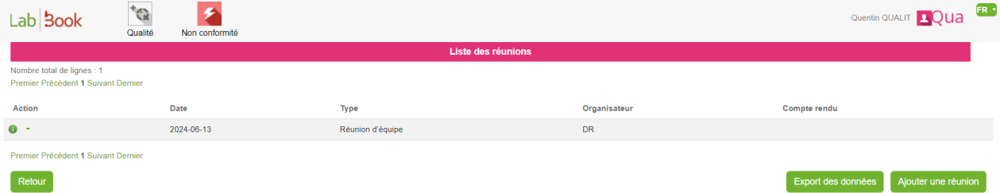 Lab Book
Qualité
Non conformité
Quentin QUALIT
Qua
FR
Liste des réunions
Nombre total de lignes : 1
Premier Précédent 1 Suivant Dernier
Action Date Type Organisateur Compte rendu
2024-06-13 Réunion d'équipe DR
Premier Précédent 1 Suivant Dernier
Retour
Export des données
Ajouter une réunion